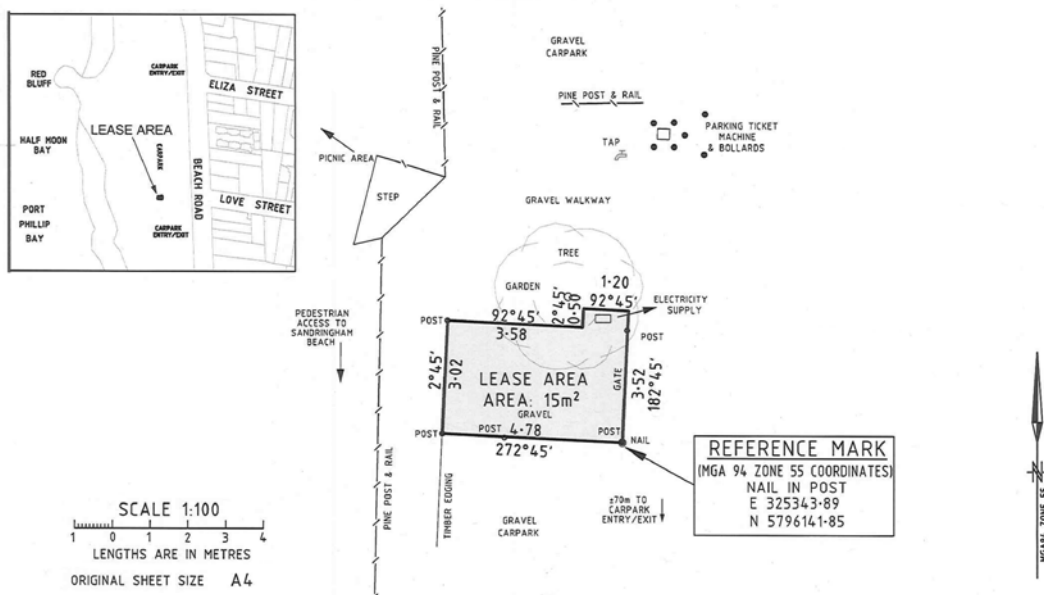 RED
BLUFF
CARPARK
ENTRY/EXIT
ELIZA STREET
LEASE AREA
HALF MOON
BAY
CARPARK
BEACH ROAD
LOVE STREET
PORT
PHILLIP
BAY
CARPARK
ENTRY/EXIT
PINE POST & RAIL
GRAVEL
CARPARK
PINE POST & RAIL
TAP
PARKING TICKET
MACHINE
& BOLLARDS
PICNIC AREA
STEP
GRAVEL WALKWAY
TREE
GARDEN
1·20
92°45'
2°45'
0·50
ELECTRICITY
SUPPLY
PEDESTRIAN
ACCESS TO
SANDRINGHAM
BEACH
POST
92°45'
3·58
POST
2°45'
3·02
LEASE AREA
AREA: 15m²
GRAVEL
GATE
3·52
182°45'
POST
POST
4·78
POST
NAIL
272°45'
REFERENCE MARK
(MGA 94 ZONE 55 COORDINATES)
NAIL IN POST
E 325343·89
N 5796141·85
PINE POST & RAIL
TIMBER EDGING
±70m TO
CARPARK
ENTRY/EXIT
GRAVEL
CARPARK
SCALE 1:100
1 0 1 2 3 4
LENGTHS ARE IN METRES
ORIGINAL SHEET SIZE A4
N
MGA94 ZONE 55